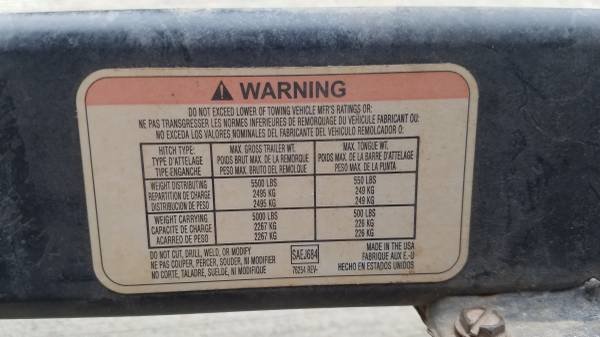 WARNING
DO NOT EXCEED LOWER OF TOWING VEHICLE MFR'S RATINGS OR:
NE PAS TRANSGRESSER LES NORMES INFERIEURES DE REMORQUAGE DU VEHICULE FABRICANT OU:
NO EXCEDA LOS VALORES NOMINALES DEL FABRICANTE DEL VEHICULO REMOLCADOR O:
HITCH TYPE: MAX. GROSS TRAILER WT. MAX. TONGUE WT.
TYPE D'ATTELAGE POIDS BRUT MAX. DE LA REMORQUE POIDS MAX. DE LA BARRE D'ATTELAGE
TIPE ENGANCHE PESO MAX. BRUTO DEL REMOLQUE PESO MAX. DE LA PUNTA
WEIGHT DISTRIBUTING 5500 LBS 550 LBS
REPARTITION DE CHARGE 2495 KG 249 KG
DISTRIBUCION DE PESO 2495 KG 249 KG
WEIGHT CARRYING 5000 LBS 500 LBS
CAPACITE DE CHARGE 2267 KG 226 KG
ACARREO DE PESO 2267 KG 226 KG
DO NOT CUT, DRILL, WELD, OR MODIFY SAEJ684 MADE IN THE USA
NE PAS COUPER, PERCER, SOUDER, NI MODIFIER FABRIQUE AUX E.-U
NO CORTE, TALADRE, SUELDE, NI MODIFIQUE 76254 REV- HECHO EN ESTADOS UNIDOS